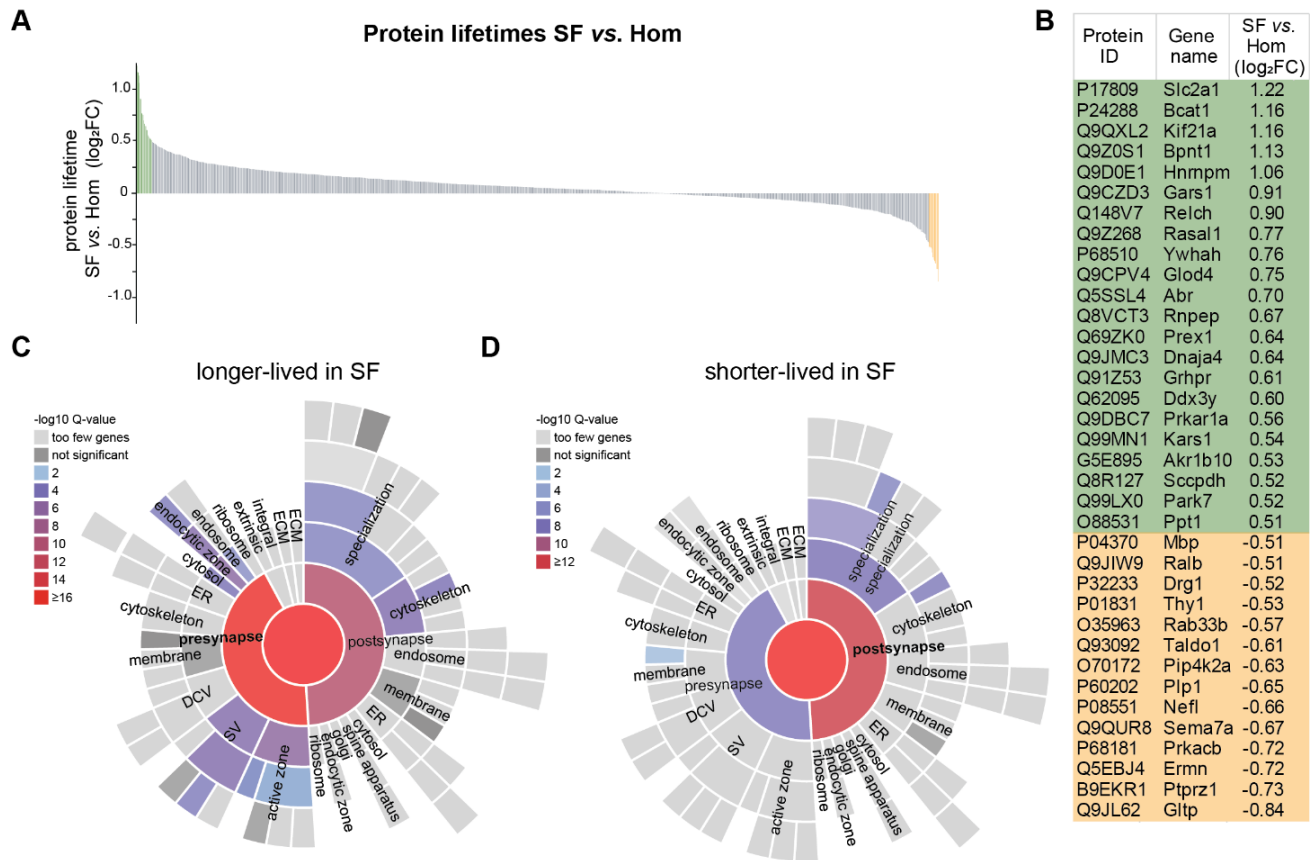 A
Protein lifetimes SF vs. Hom
protein lifetime
SF vs. Hom (log₂FC)
1.0
0.5
0
-0.5
-1.0
B
Protein ID
Gene name
SF vs. Hom (log₂FC)
P17809 Slc2a1 1.22
P24288 Bcat1 1.16
Q9QXL2 Kif21a 1.16
Q9Z0S1 Bpnt1 1.13
Q9D0E1 Hnrnpm 1.06
Q9CZD3 Gars1 0.91
Q148V7 Relch 0.90
Q9Z268 Rasal1 0.77
P68510 Ywhah 0.76
Q9CPV4 Glod4 0.75
Q5SSL4 Abr 0.70
Q8VCT3 Rnpep 0.67
Q69ZK0 Prex1 0.64
Q9JMC3 Dnaja4 0.64
Q91Z53 Grhpr 0.61
Q62095 Ddx3y 0.60
Q9DBC7 Prkar1a 0.56
Q99MN1 Kars1 0.54
G5E895 Akr1b10 0.53
Q8R127 Sccpdh 0.52
Q99LX0 Park7 0.52
O88531 Ppt1 0.51
P04370 Mbp -0.51
Q9JIW9 Ralb -0.51
P32233 Drg1 -0.52
P01831 Thy1 -0.53
O35963 Rab33b -0.57
Q93092 Taldo1 -0.61
O70172 Pip4k2a -0.63
P60202 Plp1 -0.65
P08551 Nefl -0.66
Q9QUR8 Sema7a -0.67
P68181 Prkacb -0.72
Q5EBJ4 Ermn -0.72
B9EKR1 Ptprz1 -0.73
Q9JL62 Gltp -0.84
C
longer-lived in SF
-log10 Q-value
too few genes
not significant
2
4
6
8
10
12
14
≥16
ECM
ECM
integral
extrinsic
ribosome
endosome
endocytic zone
cytosol
ER
cytoskeleton
presynapse
membrane
DCV
SV
active zone
specialization
cytoskeleton
postsynapse
endosome
membrane
ER
cytosol
spine apparatus
golgi
endocytic zone
ribosome
D
shorter-lived in SF
-log10 Q-value
too few genes
not significant
2
4
6
8
10
≥12
ECM
ECM
integral
extrinsic
ribosome
endosome
endocytic zone
cytosol
ER
cytoskeleton
membrane
presynapse
DCV
SV
active zone
specialization
specialization
cytoskeleton
postsynapse
endosome
membrane
ER
cytosol
spine apparatus
golgi
endocytic zone
ribosome